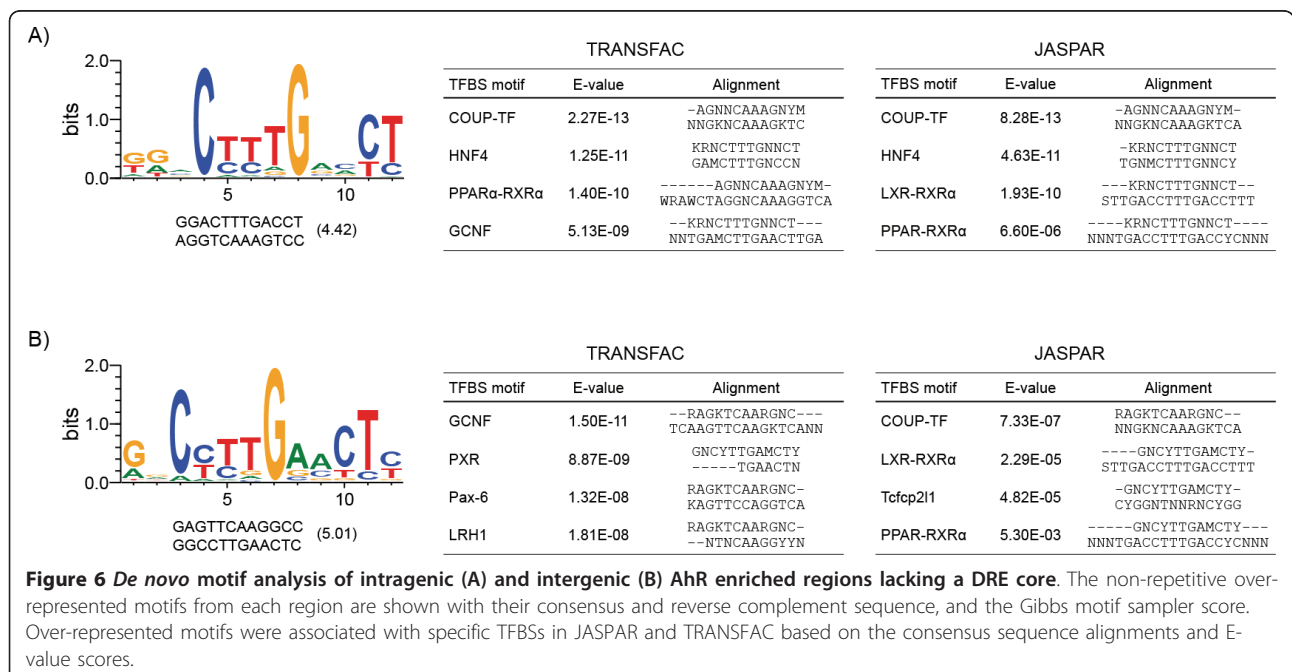 A)
TRANSFAC
JASPAR
bits
2.0
1.0
0.0
5
10
GGACTTTGACCT
AGGTCAAAGTCC
(4.42)
TFBS motif E-value Alignment
COUP-TF 2.27E-13 -AGNNCAAAGNYM
NNGKNCAAAGKTC
HNF4 1.25E-11 KRNCTTTGNNCT
GAMCTTTGNCCN
PPARα-RXRα 1.40E-10 ------AGNNCAAAGNYM-
WRAWCTAGGNCAAAGGTCA
GCNF 5.13E-09 --KRNCTTTGNNCT---
NNTGAMCTTGAACTTGA
TFBS motif E-value Alignment
COUP-TF 8.28E-13 -AGNNCAAAGNYM-
NNGKNCAAAGKTCA
HNF4 4.63E-11 -KRNCTTTGNNCT
TGNMCTTTGNNCY
LXR-RXRα 1.93E-10 ---KRNCTTTGNNCT---
STTGACCTTTGACCTTT
PPAR-RXRα 6.60E-06 ----KRNCTTTGNNCT----
NNNTGACCTTTGACCYCNNN
B)
TRANSFAC
JASPAR
bits
2.0
1.0
0.0
5
10
GAGTTCAAGGCC
GGCCTTGAACTC
(5.01)
TFBS motif E-value Alignment
GCNF 1.50E-11 --RAGKTCAARGNC---
TCAAGTTCAAGKTCANN
PXR 8.87E-09 GNCYTTGAMCTY
-----TGAACTN
Pax-6 1.32E-08 RAGKTCAARGNC-
KAGTTCCAGGTCA
LRH1 1.81E-08 RAGKTCAARGNC-
--NTNCAAGGYYN
TFBS motif E-value Alignment
COUP-TF 7.33E-07 RAGKTCAARGNC--
NNGKNCAAAGKTCA
LXR-RXRα 2.29E-05 ----GNCYTTGAMCTY-
STTGACCTTTGACCTTT
Tcfcp2l1 4.82E-05 -GNCYTTGAMCTY-
CYGGNTNNRNCYGG
PPAR-RXRα 5.30E-03 -----GNCYTTGAMCTY---
NNNTGACCTTTGACCYCNNN
Figure 6 De novo motif analysis of intragenic (A) and intergenic (B) AhR enriched regions lacking a DRE core. The non-repetitive over-
represented motifs from each region are shown with their consensus and reverse complement sequence, and the Gibbs motif sampler score.
Over-represented motifs were associated with specific TFBSs in JASPAR and TRANSFAC based on the consensus sequence alignments and E-
value scores.